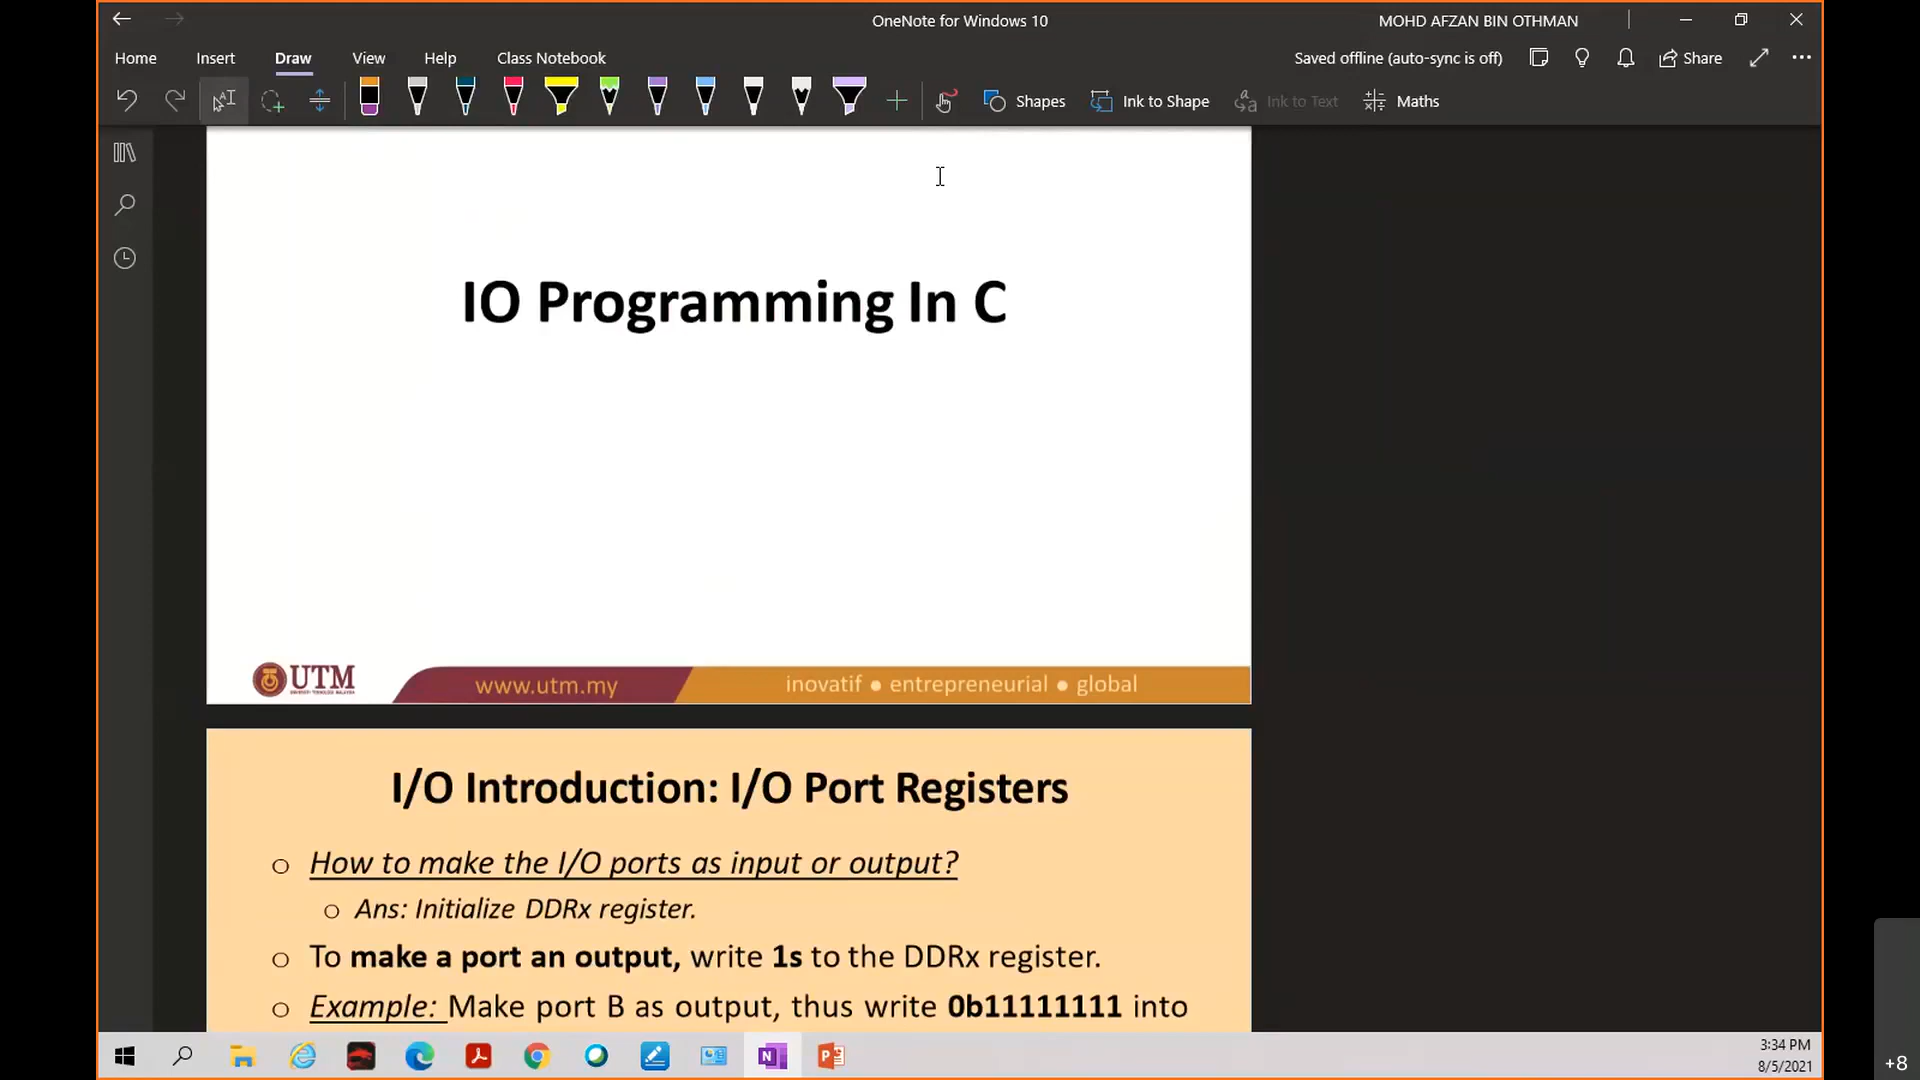 OneNote for Windows 10
MOHD AFZAN BIN OTHMAN
Home Insert Draw View Help Class Notebook
Saved offline (auto-sync is off) Share
Shapes Ink to Shape Ink to Text Maths
IO Programming In C
UTM
www.utm.my
inovatif ● entrepreneurial ● global
I/O Introduction: I/O Port Registers
o How to make the I/O ports as input or output?
o Ans: Initialize DDRx register.
o To make a port an output, write 1s to the DDRx register.
o Example: Make port B as output, thus write 0b11111111 into
3:34 PM
8/5/2021
+8